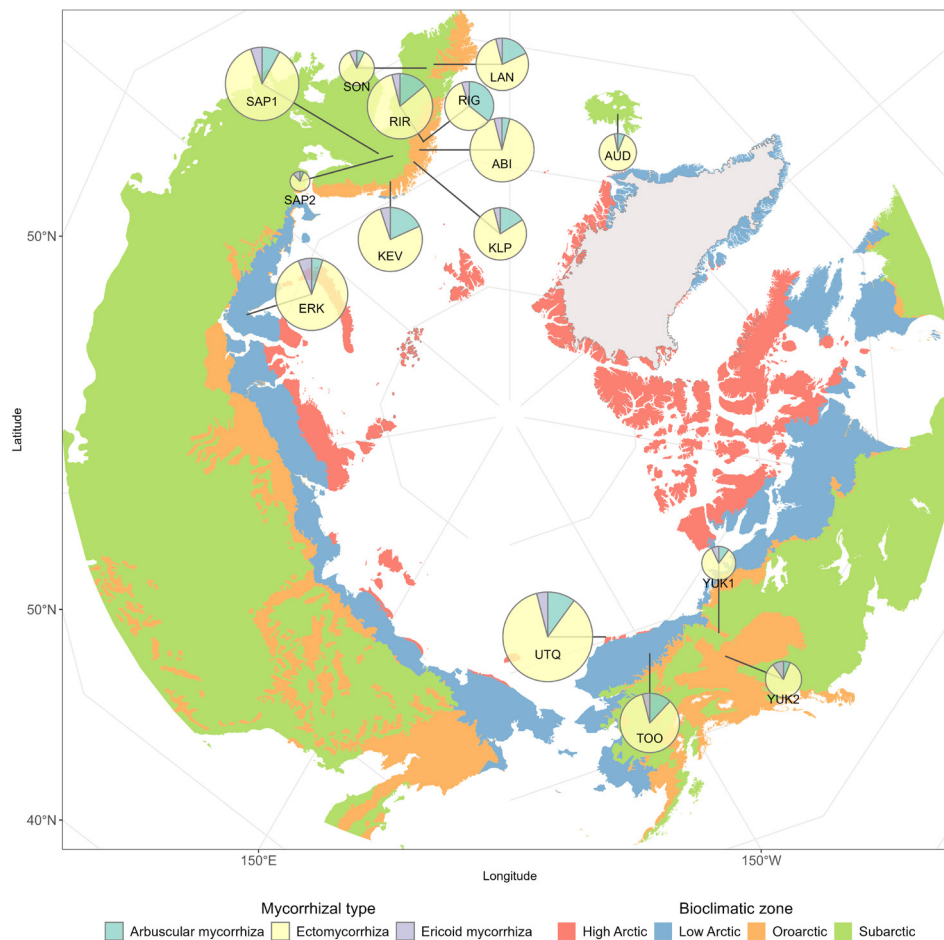 SAP1
SON
LAN
RIR
RIG
ABI
AUD
SAP2
KEV
KLP
ERK
YUK1
UTQ
YUK2
TOO
50°N
50°N
40°N
Latitude
150°E
150°W
Longitude
Mycorrhizal type
Arbuscular mycorrhiza
Ectomycorrhiza
Ericoid mycorrhiza
Bioclimatic zone
High Arctic
Low Arctic
Oroarctic
Subarctic